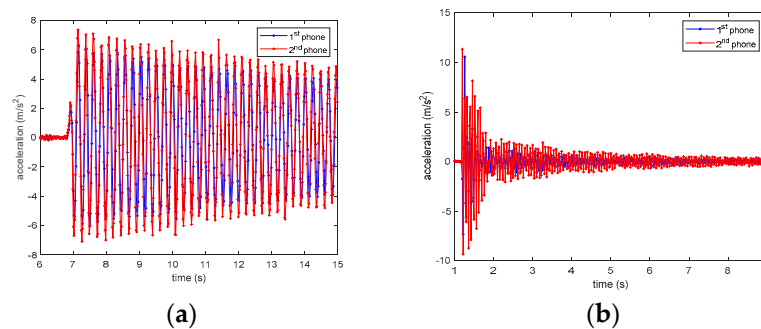 1st phone
2nd phone
acceleration (m/s2)
8
6
4
2
0
-2
-4
-6
-8
6 7 8 9 10 11 12 13 14 15
time (s)
(a)
1st phone
2nd phone
acceleration (m/s2)
15
10
5
0
-5
-10
1 2 3 4 5 6 7 8
time (s)
(b)